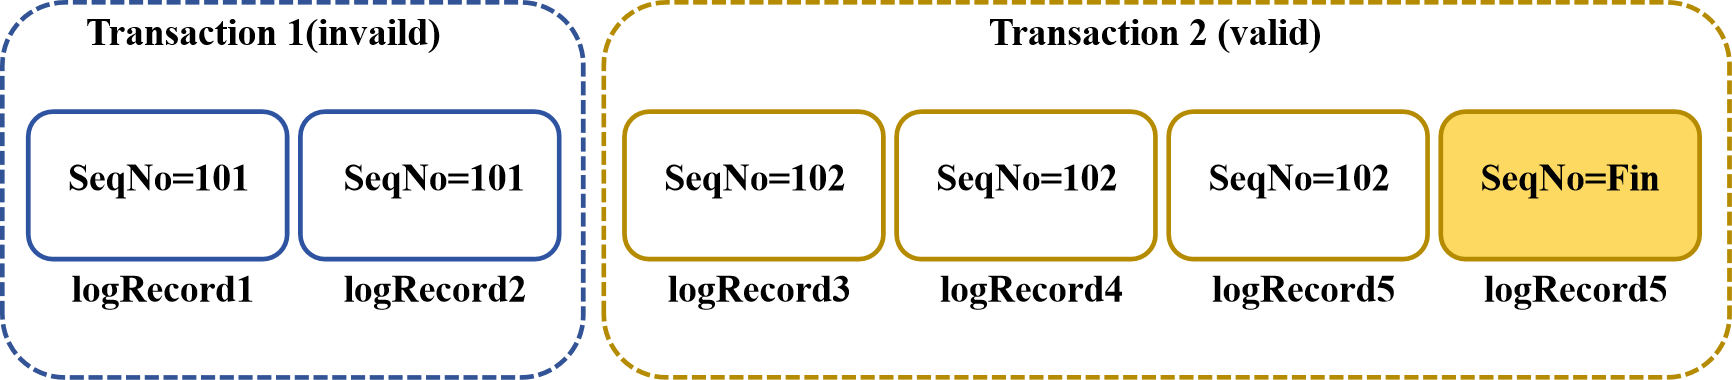 Transaction 1(invaild)
Transaction 2 (valid)
SeqNo=101
SeqNo=101
SeqNo=102
SeqNo=102
SeqNo=102
SeqNo=Fin
logRecord1
logRecord2
logRecord3
logRecord4
logRecord5
logRecord5